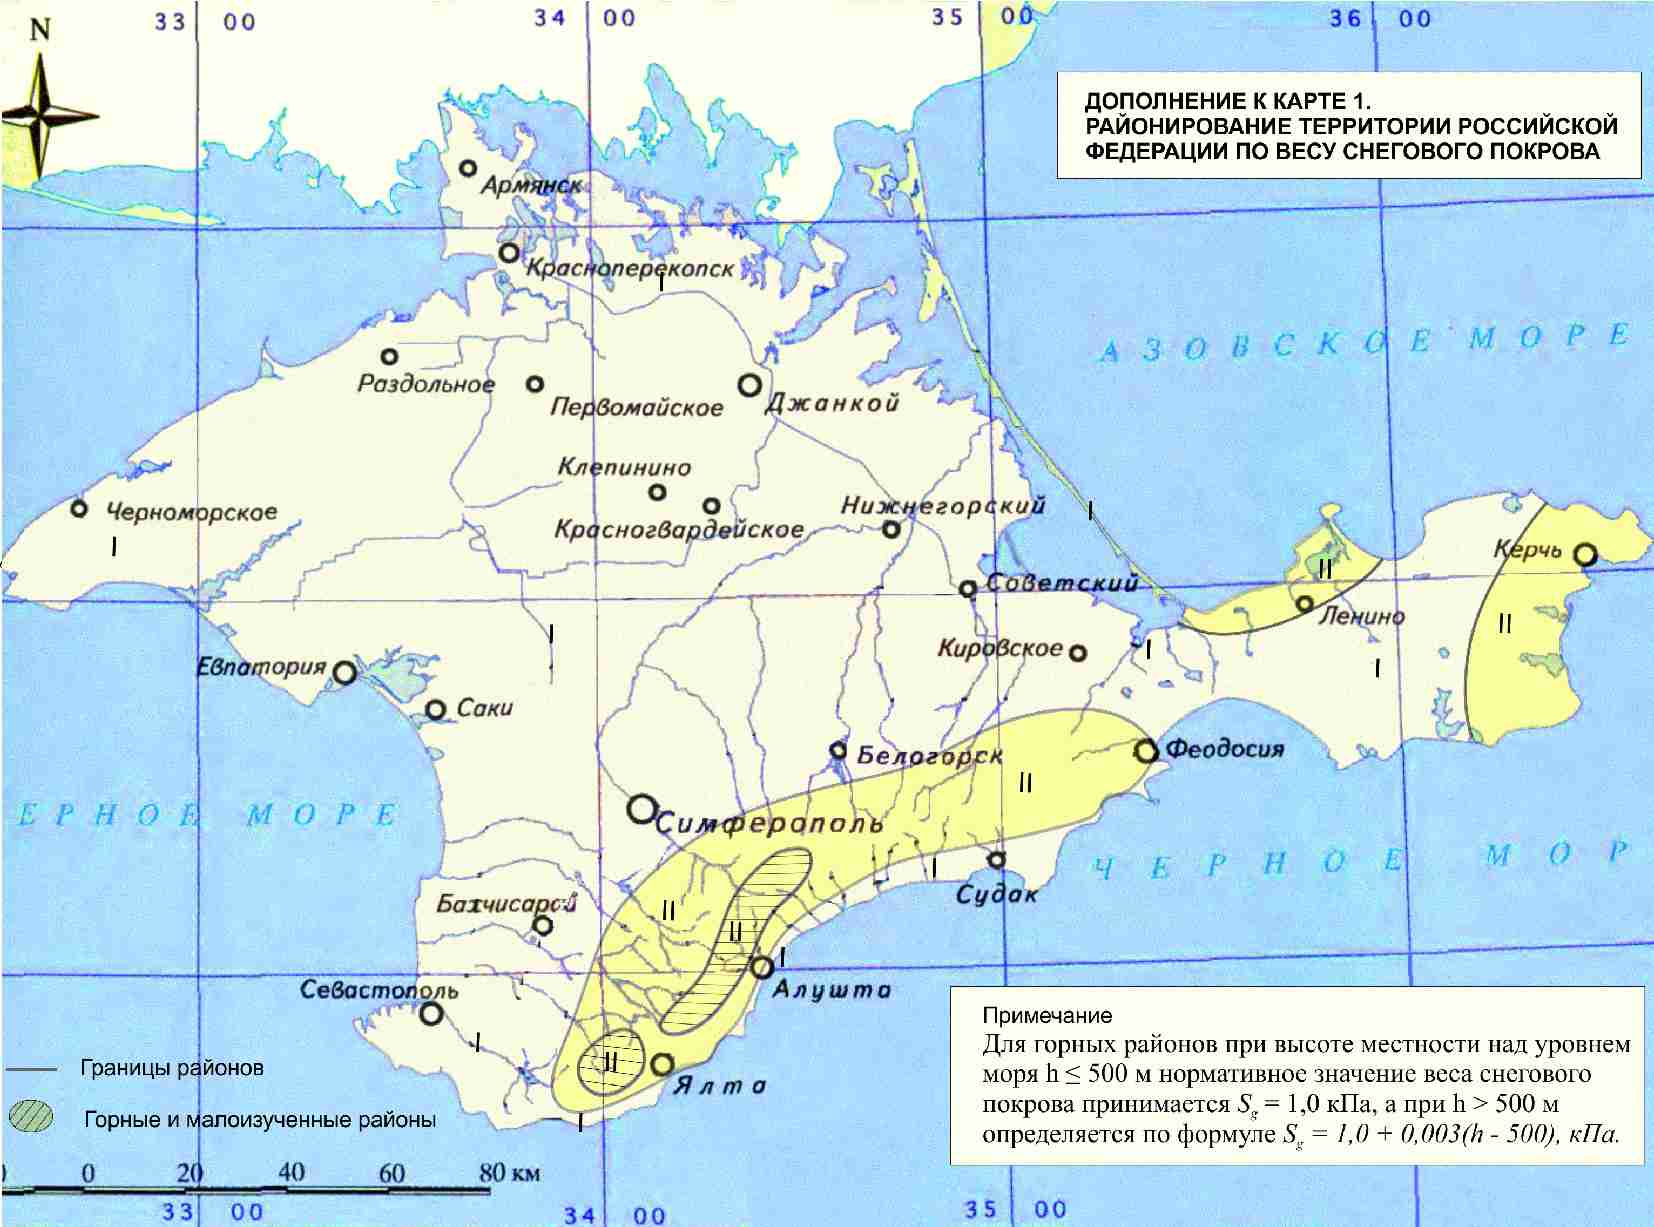 33 00
34 00
35 00
36 00
N
ДОПОЛНЕНИЕ К КАРТЕ 1.
РАЙОНИРОВАНИЕ ТЕРРИТОРИИ РОССИЙСКОЙ
ФЕДЕРАЦИИ ПО ВЕСУ СНЕГОВОГО ПОКРОВА
Армянск
Красноперекопск
I
АЗОВСКОЕ МОРЕ
Раздольное
Первомайское
Джанкой
Клепинино
Красногвардейское
Нижнегорский
I
Черноморское
I
Керчь
II
Советский
Ленино
II
I
Кировское
I
I
Евпатория
Саки
Белогорск
Феодосия
II
ЕРНОЕ МОРЕ
Симферополь
ЧЕРНОЕ МОР
I
Судак
Бахчисарай
II
II
I
Алушта
Севастополь
I
II
Ялта
I
Границы районов
Горные и малоизученные районы
Примечание
Для горных районов при высоте местности над уровнем
моря h ≤ 500 м нормативное значение веса снегового
покрова принимается Sg = 1,0 кПа, а при h > 500 м
определяется по формуле Sg = 1,0 + 0,003(h - 500), кПа.
0 20 40 60 80 км
33 00
34 00
35 00